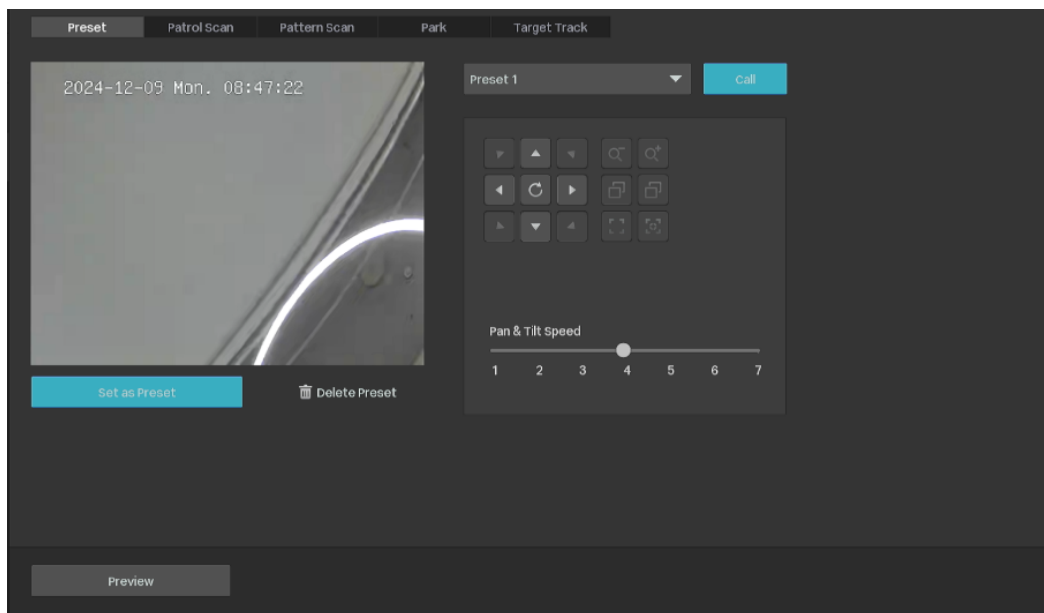 Preset Patrol Scan Pattern Scan Park Target Track
2024-12-09 Mon. 08:47:22
Preset 1
Call
Pan & Tilt Speed
1 2 3 4 5 6 7
Set as Preset
Delete Preset
Preview